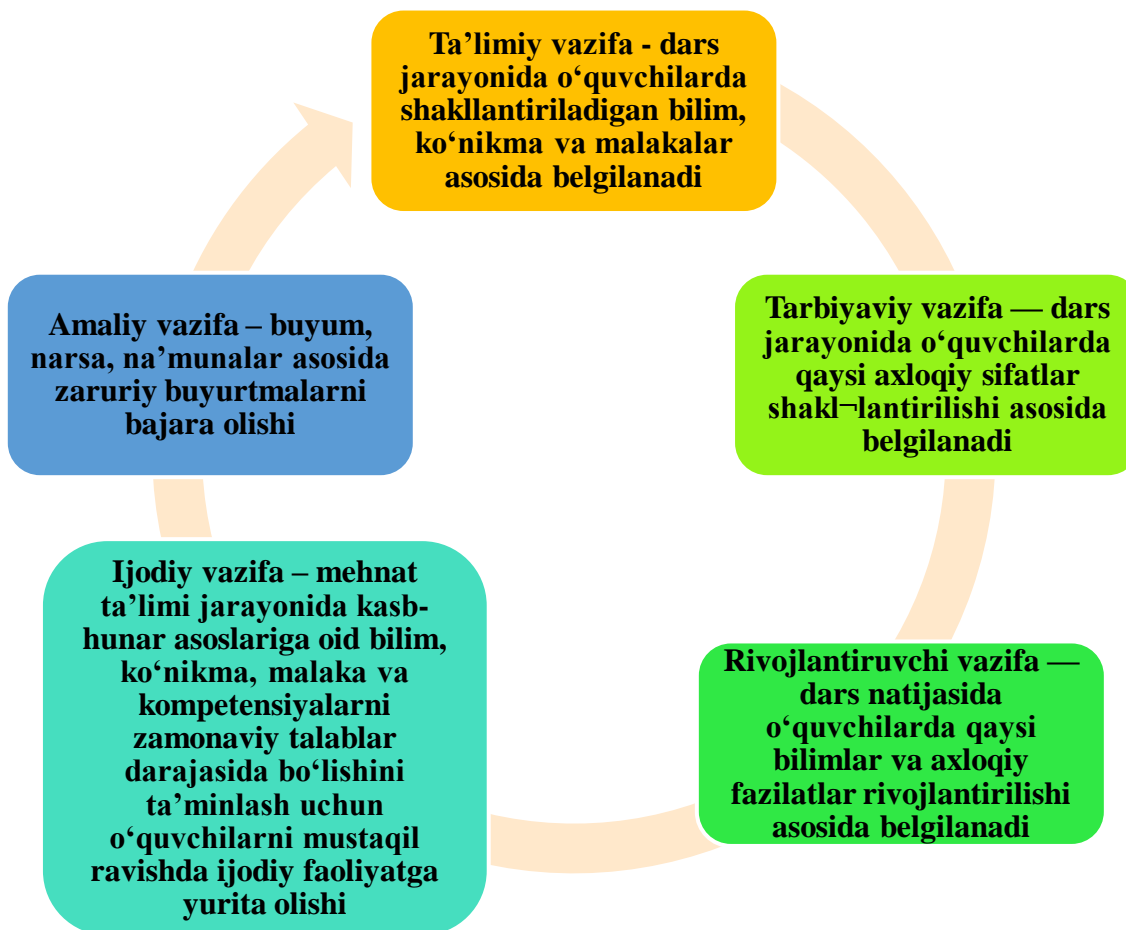 Ta’limiy vazifa - dars
jarayonida o‘quvchilarda
shakllantiriladigan bilim,
ko‘nikma va malakalar
asosida belgilanadi
Tarbiyaviy vazifa — dars
jarayonida o‘quvchilarda
qaysi axloqiy sifatlar
shakl¬lantirilishi asosida
belgilanadi
Rivojlantiruvchi vazifa —
dars natijasida
o‘quvchilarda qaysi
bilimlar va axloqiy
fazilatlar rivojlantirilishi
asosida belgilanadi
Ijodiy vazifa – mehnat
ta’limi jarayonida kasb-
hunar asoslariga oid bilim,
ko‘nikma, malaka va
kompetensiyalarni
zamonaviy talablar
darajasida bo‘lishini
ta’minlash uchun
o‘quvchilarni mustaqil
ravishda ijodiy faoliyatga
yurita olishi
Amaliy vazifa – buyum,
narsa, na’munalar asosida
zaruriy buyurtmalarni
bajara olishi